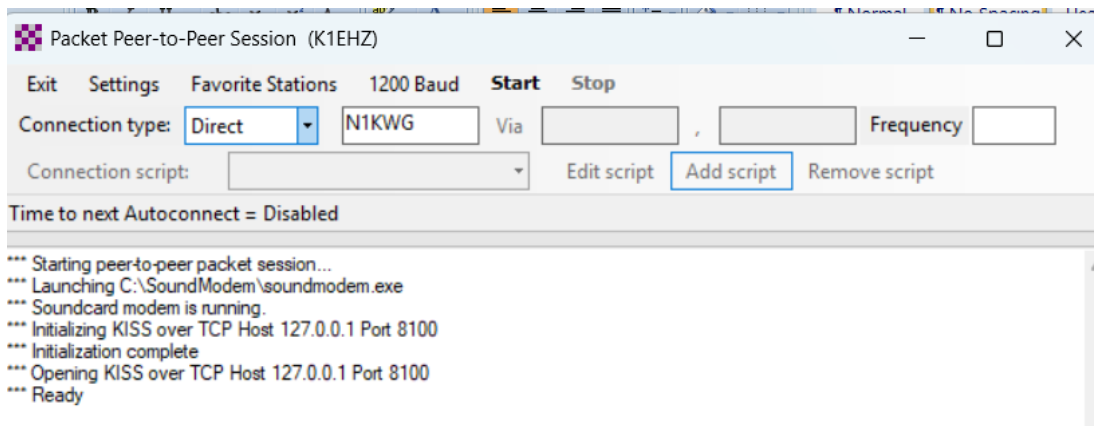 Normal No Spacing
Packet Peer-to-Peer Session (K1EHZ)
Exit Settings Favorite Stations 1200 Baud Start Stop
Connection type: Direct N1KWG Via , Frequency
Connection script: Edit script Add script Remove script
Time to next Autoconnect = Disabled
*** Starting peer-to-peer packet session...
*** Launching C:\SoundModem\soundmodem.exe
*** Soundcard modem is running.
*** Initializing KISS over TCP Host 127.0.0.1 Port 8100
*** Initialization complete
*** Opening KISS over TCP Host 127.0.0.1 Port 8100
*** Ready